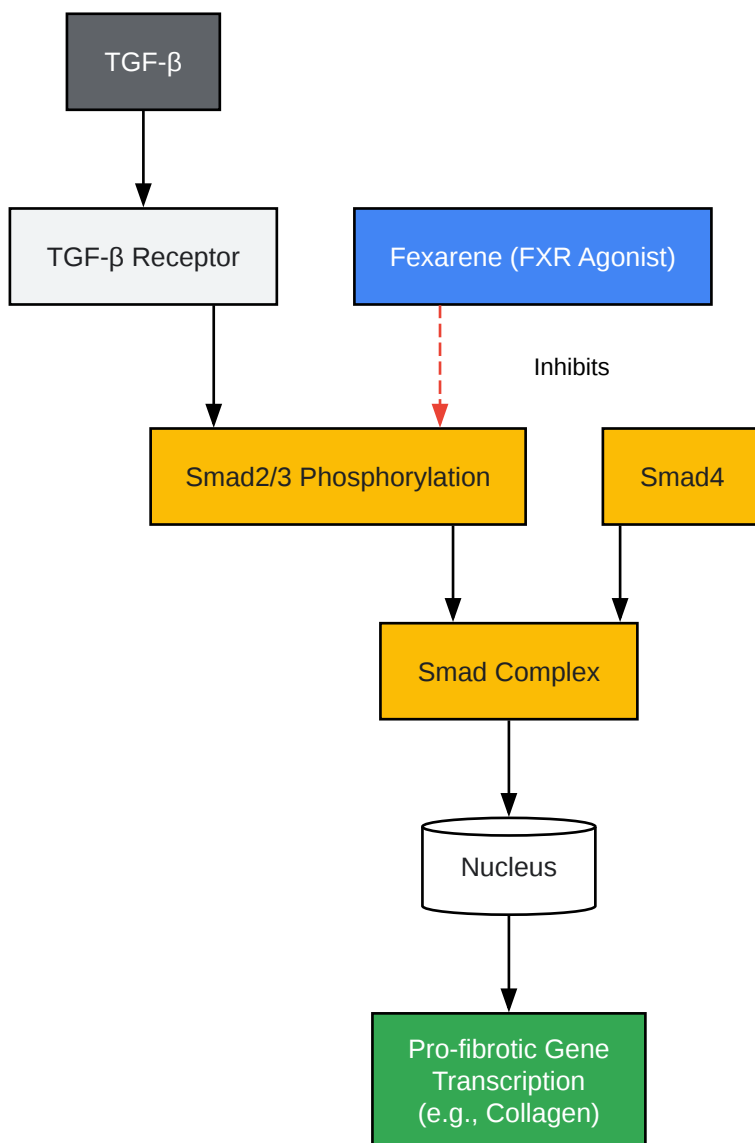 TGF-β
TGF-β Receptor
Fexarene (FXR Agonist)
Inhibits
Smad2/3 Phosphorylation
Smad4
Smad Complex
Nucleus
Pro-fibrotic Gene
Transcription
(e.g., Collagen)